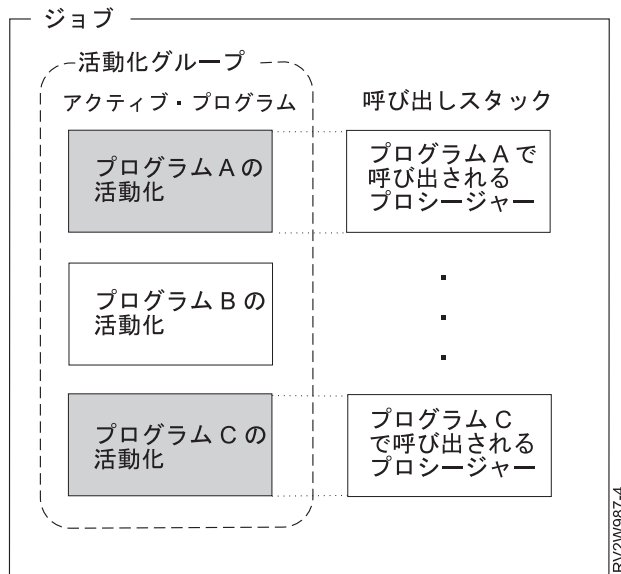 ジョブ
活動化グループ
アクティブ・プログラム
呼び出しスタック
プログラム A の
活動化
プログラム A で
呼び出される
プロシージャー
プログラム B の
活動化
プログラム C の
活動化
プログラム C
で呼び出される
プロシージャー
RV2W987-4